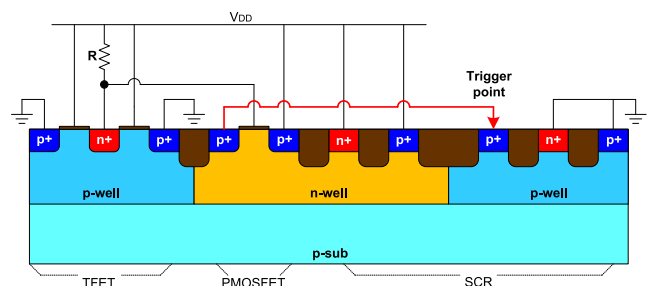 VDD
R
Trigger
point
p+ n+ p+ p+ p+ n+ p+ p+ n+ p+
p-well n-well p-well
p-sub
TFET PMOSFET SCR